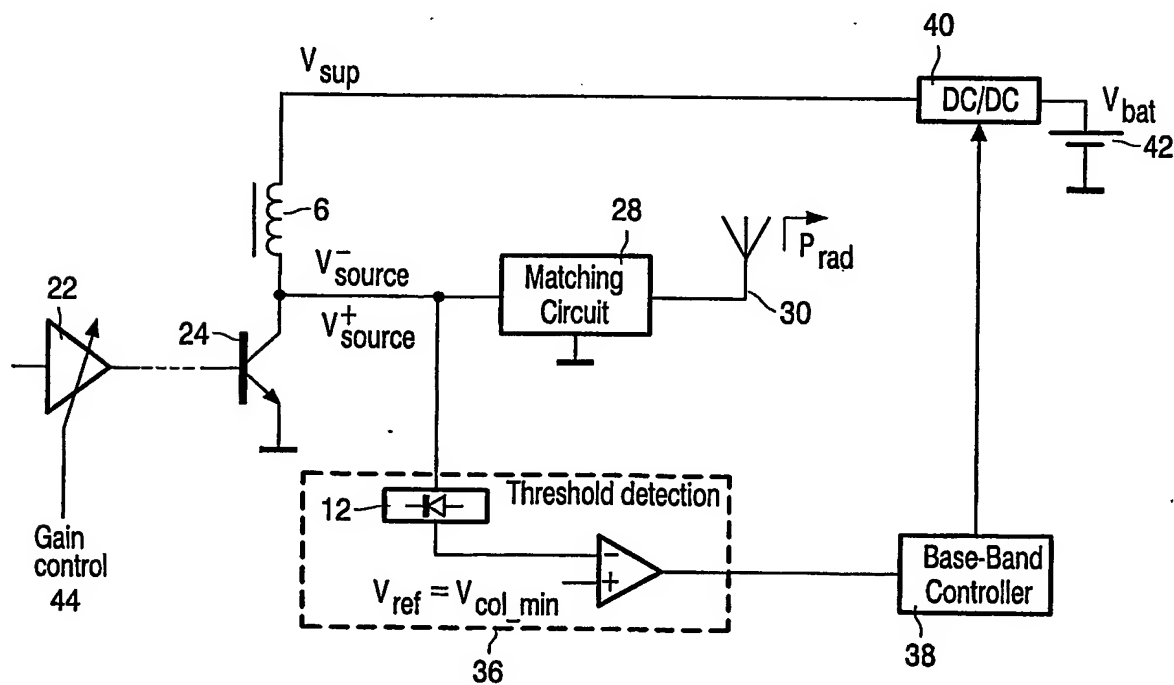 40
V_sup
DC/DC
V_bat
42
6
28
P_rad
V^-_source
Matching
Circuit
22
V^+_source
30
24
12
Threshold detection
−
Gain
control
44
V_ref = V_col_min
+
Base-Band
Controller
36
38